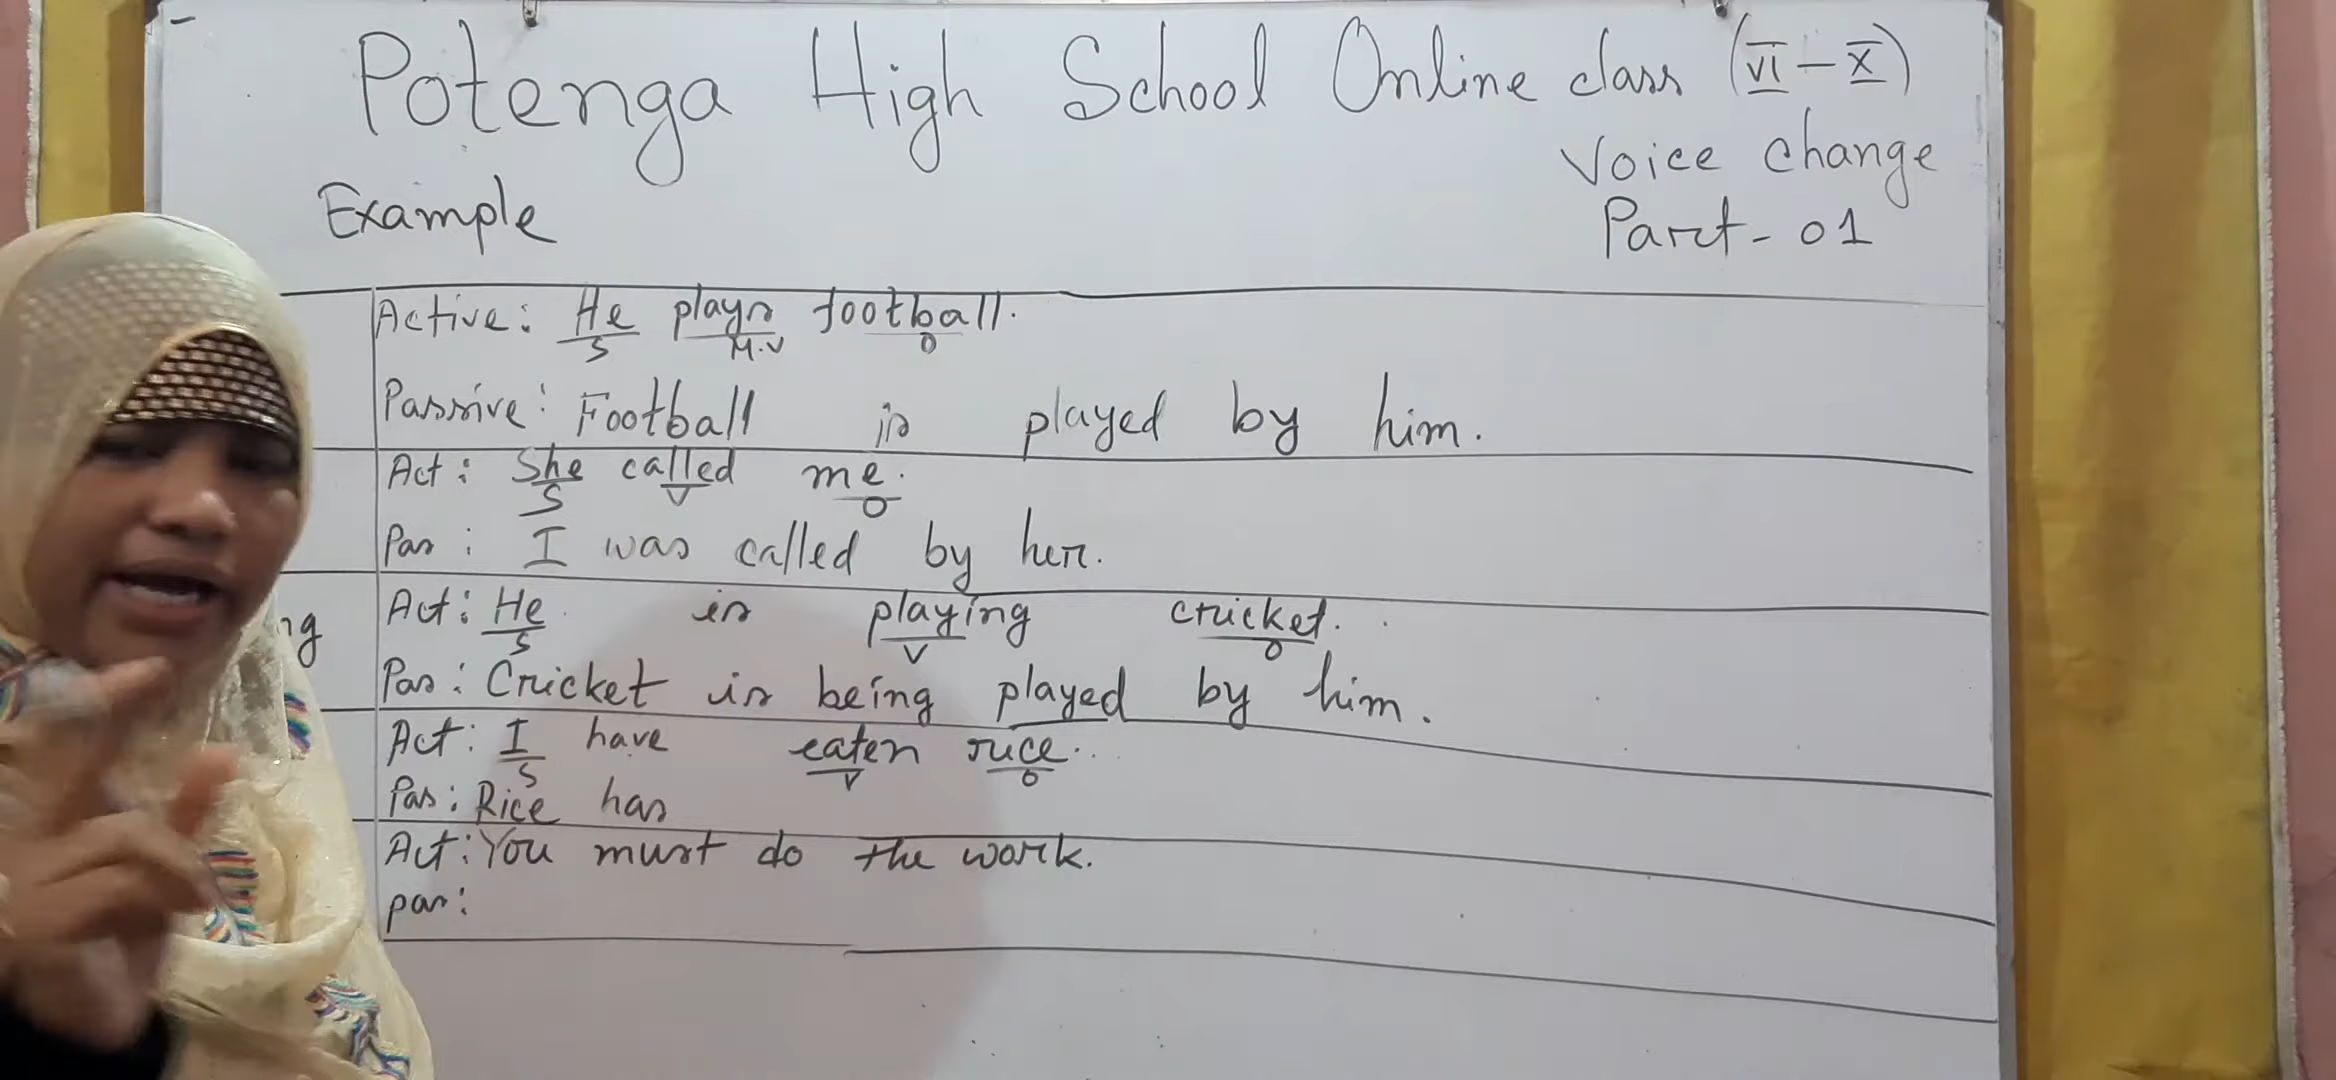 Potenga High School Online class (VI - X)
Voice change
Part - 01
Example
Active: He plays football.
S M.V O
Passive: Football is played by him.
Act: She called me.
S V O
Pas: I was called by her.
ng
Act: He is playing cricket.
S V O
Pas: Cricket is being played by him.
Act: I have eaten rice.
S V O
Pas: Rice has
Act: You must do the work.
pas: